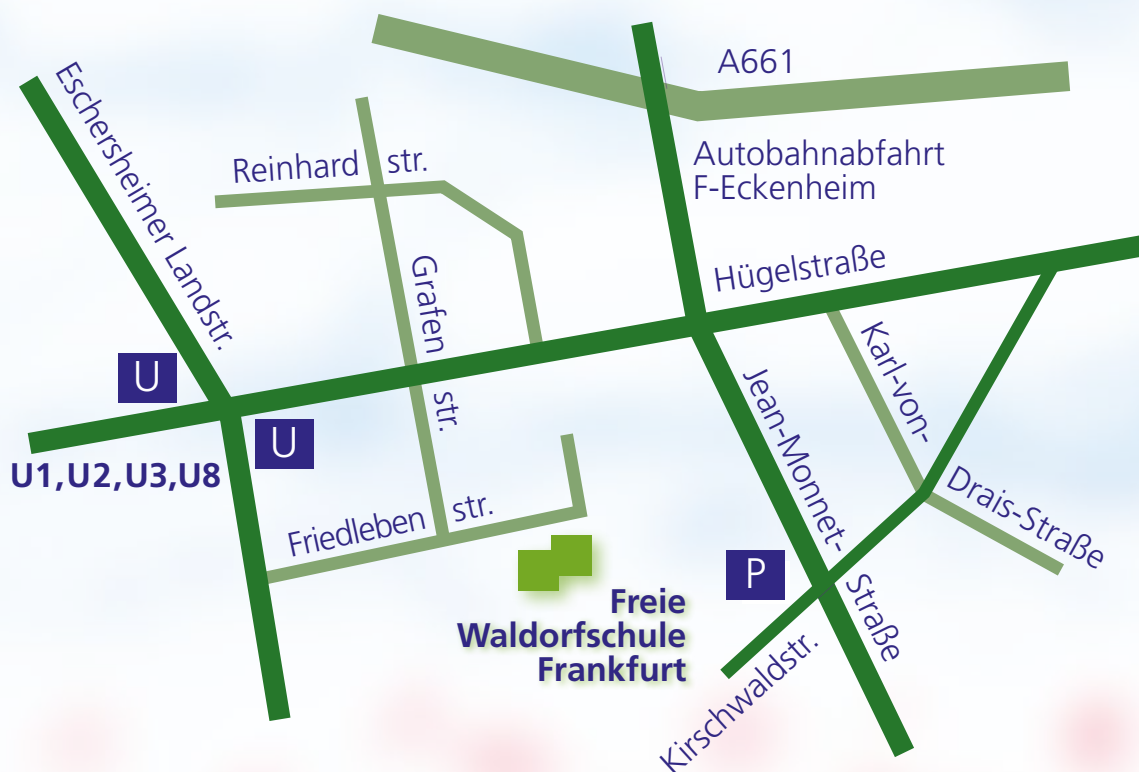 A661
Autobahnabfahrt
F-Eckenheim
Eschersheimer Landstr.
Reinhard str.
Grafen str.
Hügelstraße
U
U
U1,U2,U3,U8
Karl-von-
Drais-Straße
Jean-Monnet-
Straße
Friedleben str.
P
Freie
Waldorfschule
Frankfurt
Kirschwaldstr.